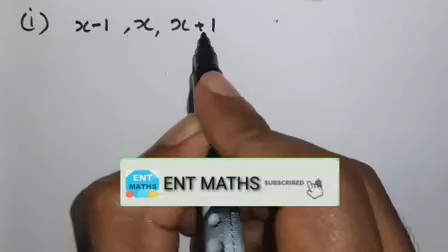 (i) x-1, x, x+1
ENT MATHS SUBSCRIBED
ENT
MATHS